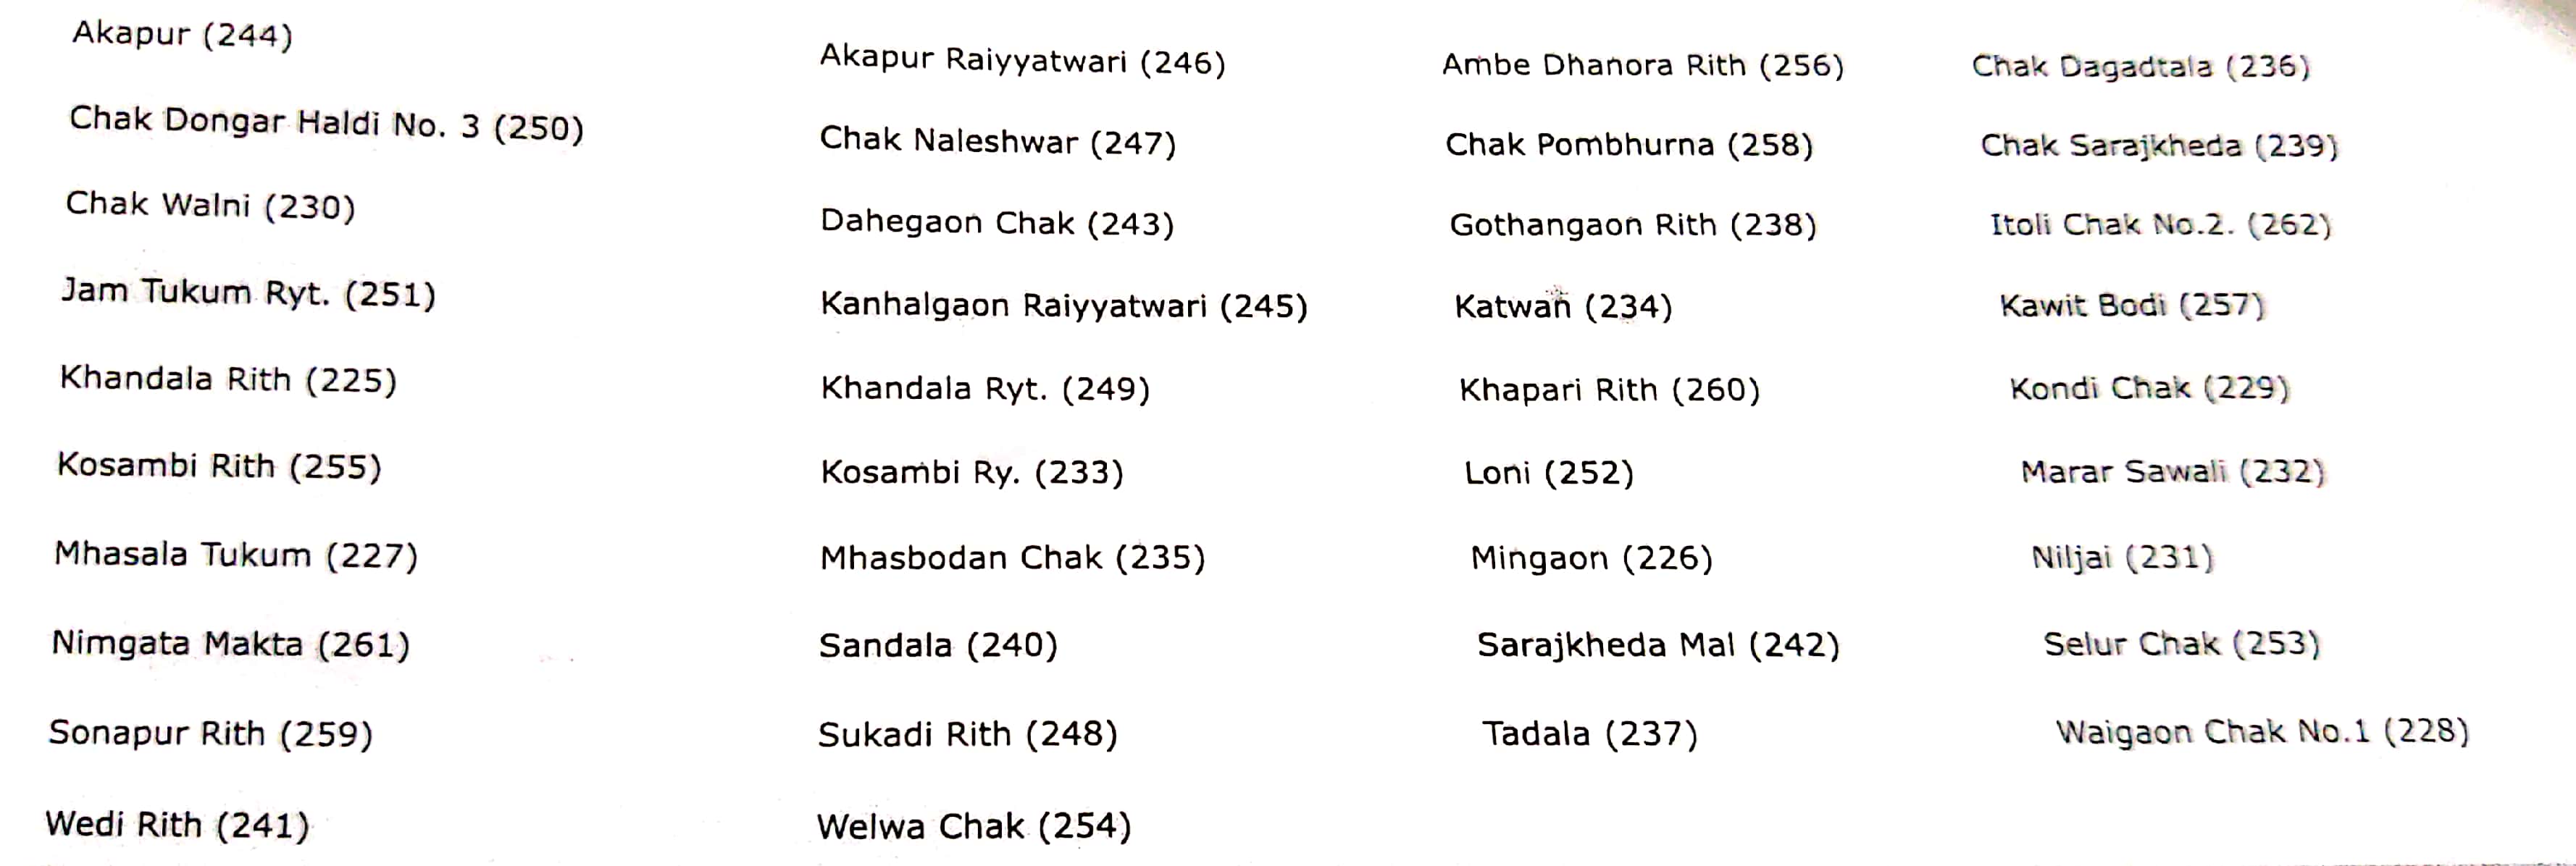 Akapur (244) Akapur Raiyyatwari (246) Ambe Dhanora Rith (256) Chak Dagadtala (236)
Chak Dongar Haldi No. 3 (250) Chak Naleshwar (247) Chak Pombhurna (258) Chak Sarajkheda (239)
Chak Walni (230) Dahegaon Chak (243) Gothangaon Rith (238) Itoli Chak No.2. (262)
Jam Tukum Ryt. (251) Kanhalgaon Raiyyatwari (245) Katwan (234) Kawit Bodi (257)
Khandala Rith (225) Khandala Ryt. (249) Khapari Rith (260) Kondi Chak (229)
Kosambi Rith (255) Kosambi Ry. (233) Loni (252) Marar Sawali (232)
Mhasala Tukum (227) Mhasbodan Chak (235) Mingaon (226) Niljai (231)
Nimgata Makta (261) Sandala (240) Sarajkheda Mal (242) Selur Chak (253)
Sonapur Rith (259) Sukadi Rith (248) Tadala (237) Waigaon Chak No.1 (228)
Wedi Rith (241) Welwa Chak (254)